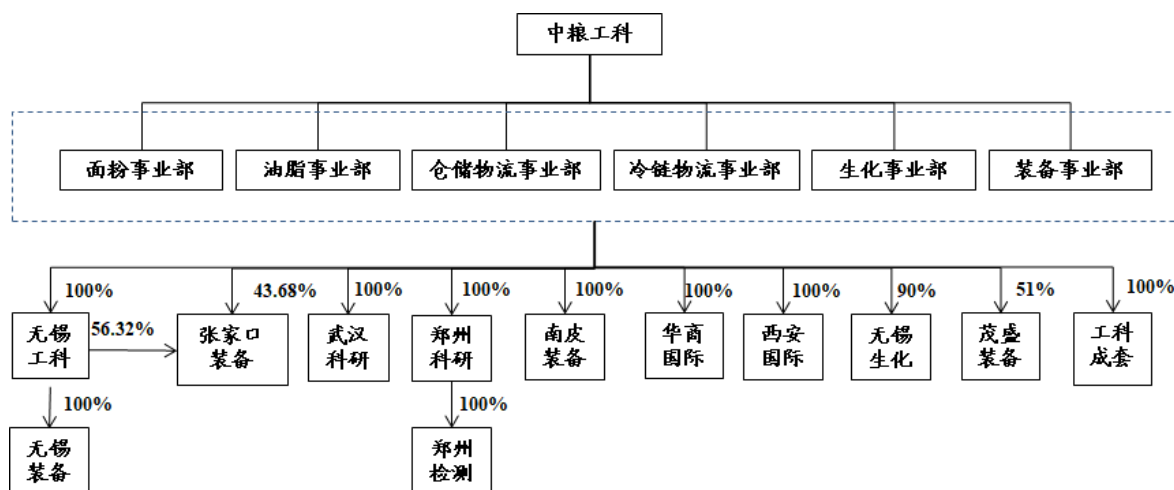 中粮工科
面粉事业部
油脂事业部
仓储物流事业部
冷链物流事业部
生化事业部
装备事业部
100%
43.68%
100%
100%
100%
100%
100%
90%
51%
100%
56.32%
无锡
工科
张家口
装备
武汉
科研
郑州
科研
南皮
装备
华商
国际
西安
国际
无锡
生化
茂盛
装备
工科
成套
100%
100%
无锡
装备
郑州
检测